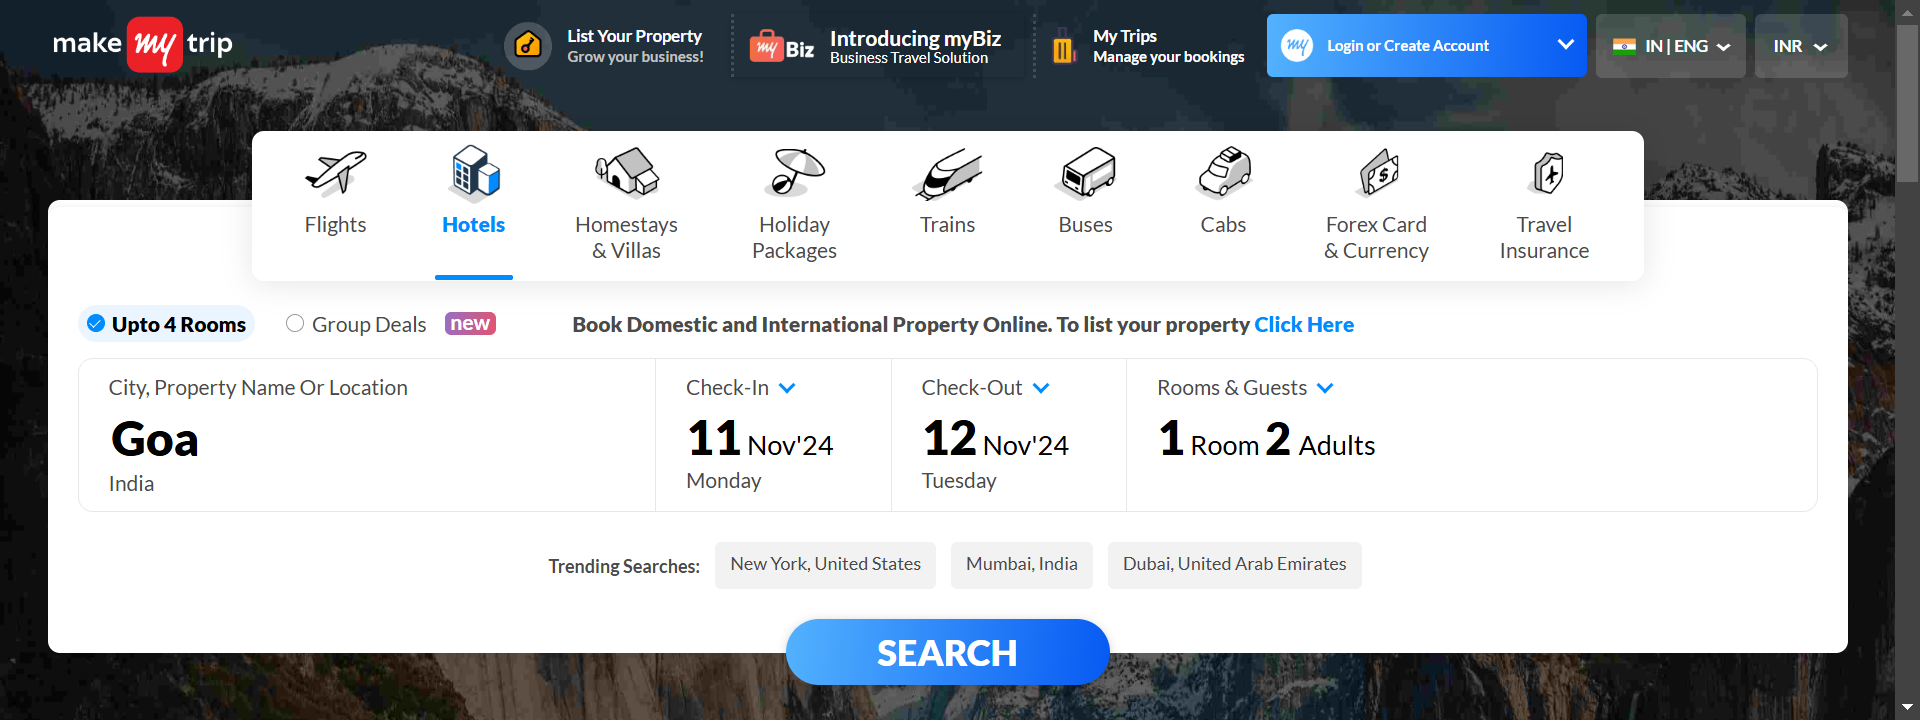 make my trip
List Your Property
Grow your business!
my Biz
Introducing myBiz
Business Travel Solution
My Trips
Manage your bookings
my
Login or Create Account
IN | ENG
INR
Flights
Hotels
Homestays
& Villas
Holiday
Packages
Trains
Buses
Cabs
Forex Card
& Currency
Travel
Insurance
Upto 4 Rooms
Group Deals
new
Book Domestic and International Property Online. To list your property Click Here
City, Property Name Or Location
Goa
India
Check-In
11 Nov'24
Monday
Check-Out
12 Nov'24
Tuesday
Rooms & Guests
1 Room 2 Adults
Trending Searches:
New York, United States
Mumbai, India
Dubai, United Arab Emirates
SEARCH